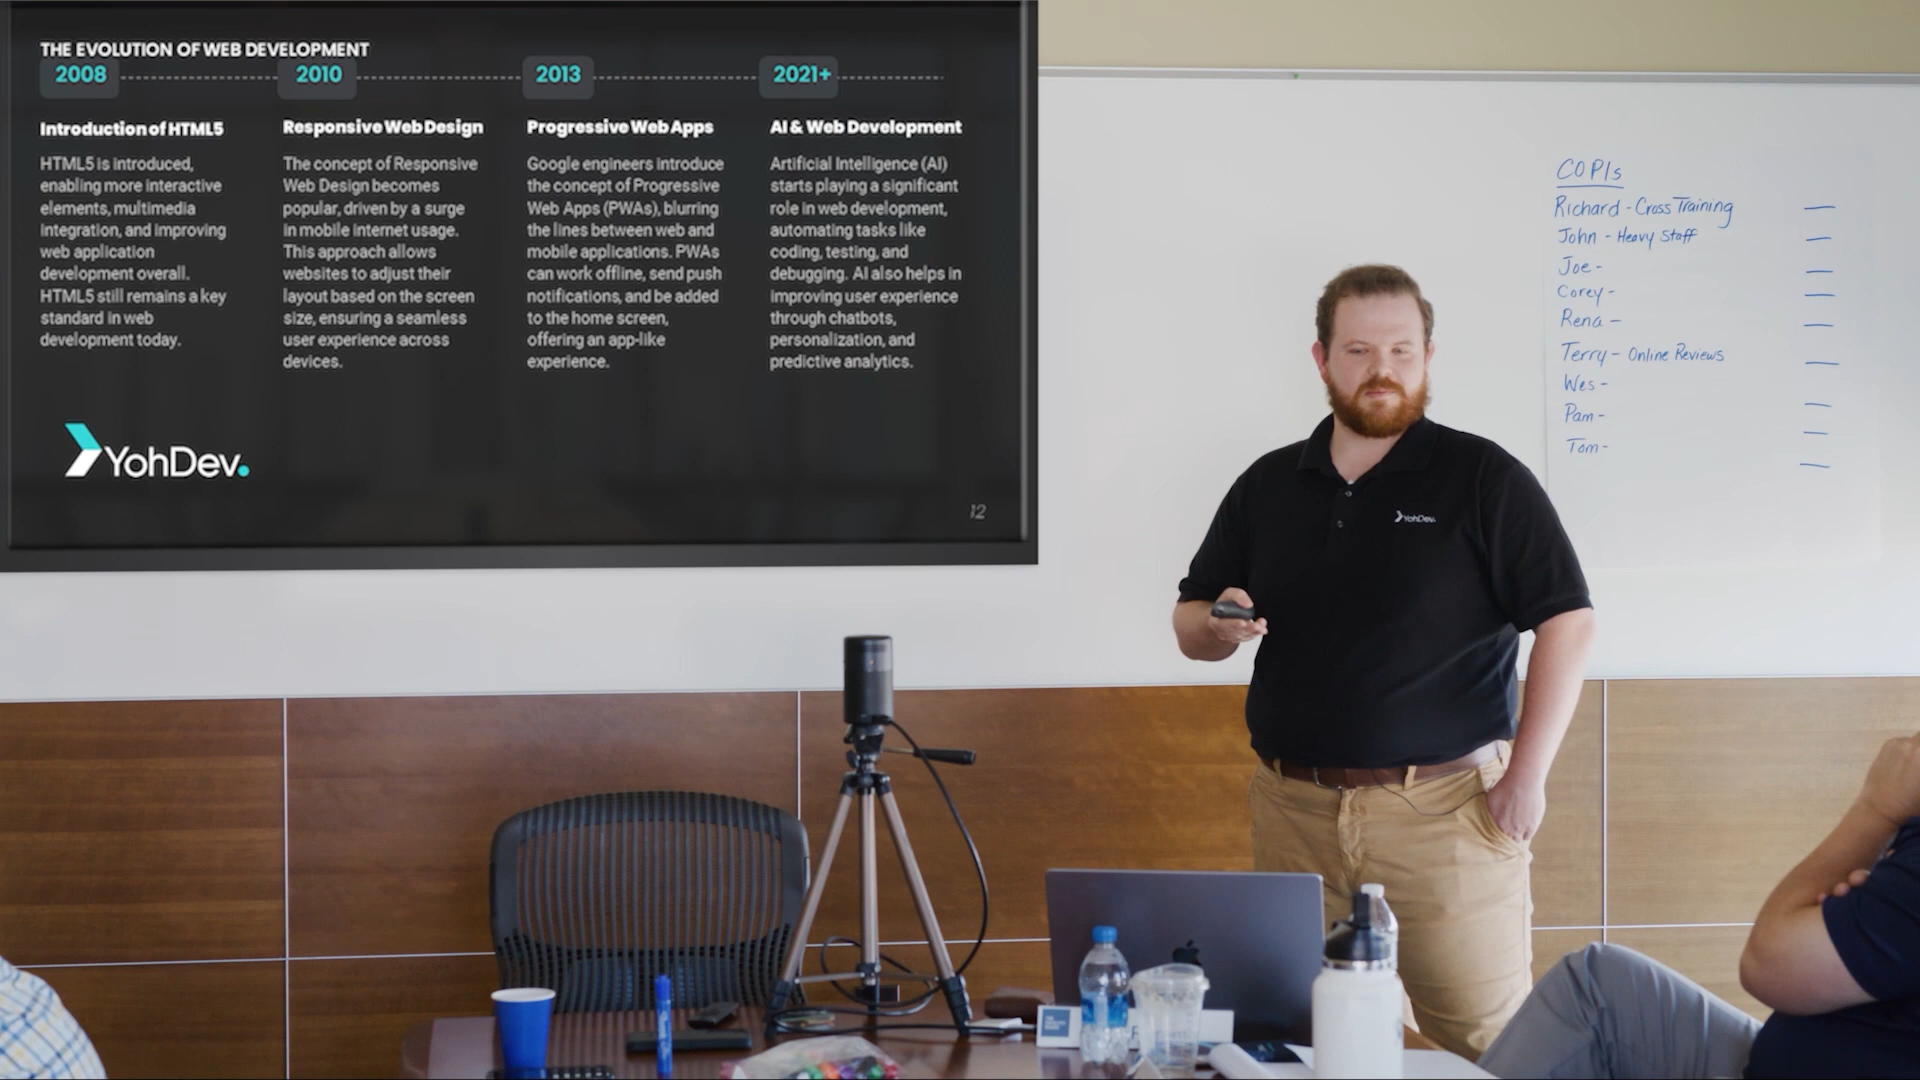 THE EVOLUTION OF WEB DEVELOPMENT
2008
2010
2013
2021+
Introduction of HTML5
HTML5 is introduced,
enabling more interactive
elements, multimedia
integration, and improving
web application
development overall.
HTML5 still remains a key
standard in web
development today.
Responsive Web Design
The concept of Responsive
Web Design becomes
popular, driven by a surge
in mobile internet usage.
This approach allows
websites to adjust their
layout based on the screen
size, ensuring a seamless
user experience across
devices.
Progressive Web Apps
Google engineers introduce
the concept of Progressive
Web Apps (PWAs), blurring
the lines between web and
mobile applications. PWAs
can work offline, send push
notifications, and be added
to the home screen,
offering an app-like
experience.
AI & Web Development
Artificial Intelligence (AI)
starts playing a significant
role in web development,
automating tasks like
coding, testing, and
debugging. AI also helps in
improving user experience
through chatbots,
personalization, and
predictive analytics.
YohDev.
12
COPIs
Richard - Cross Training
John - Heavy Staff
Joe -
Corey -
Rena -
Terry - Online Reviews
Wes -
Pam -
Tom -
YohDev.